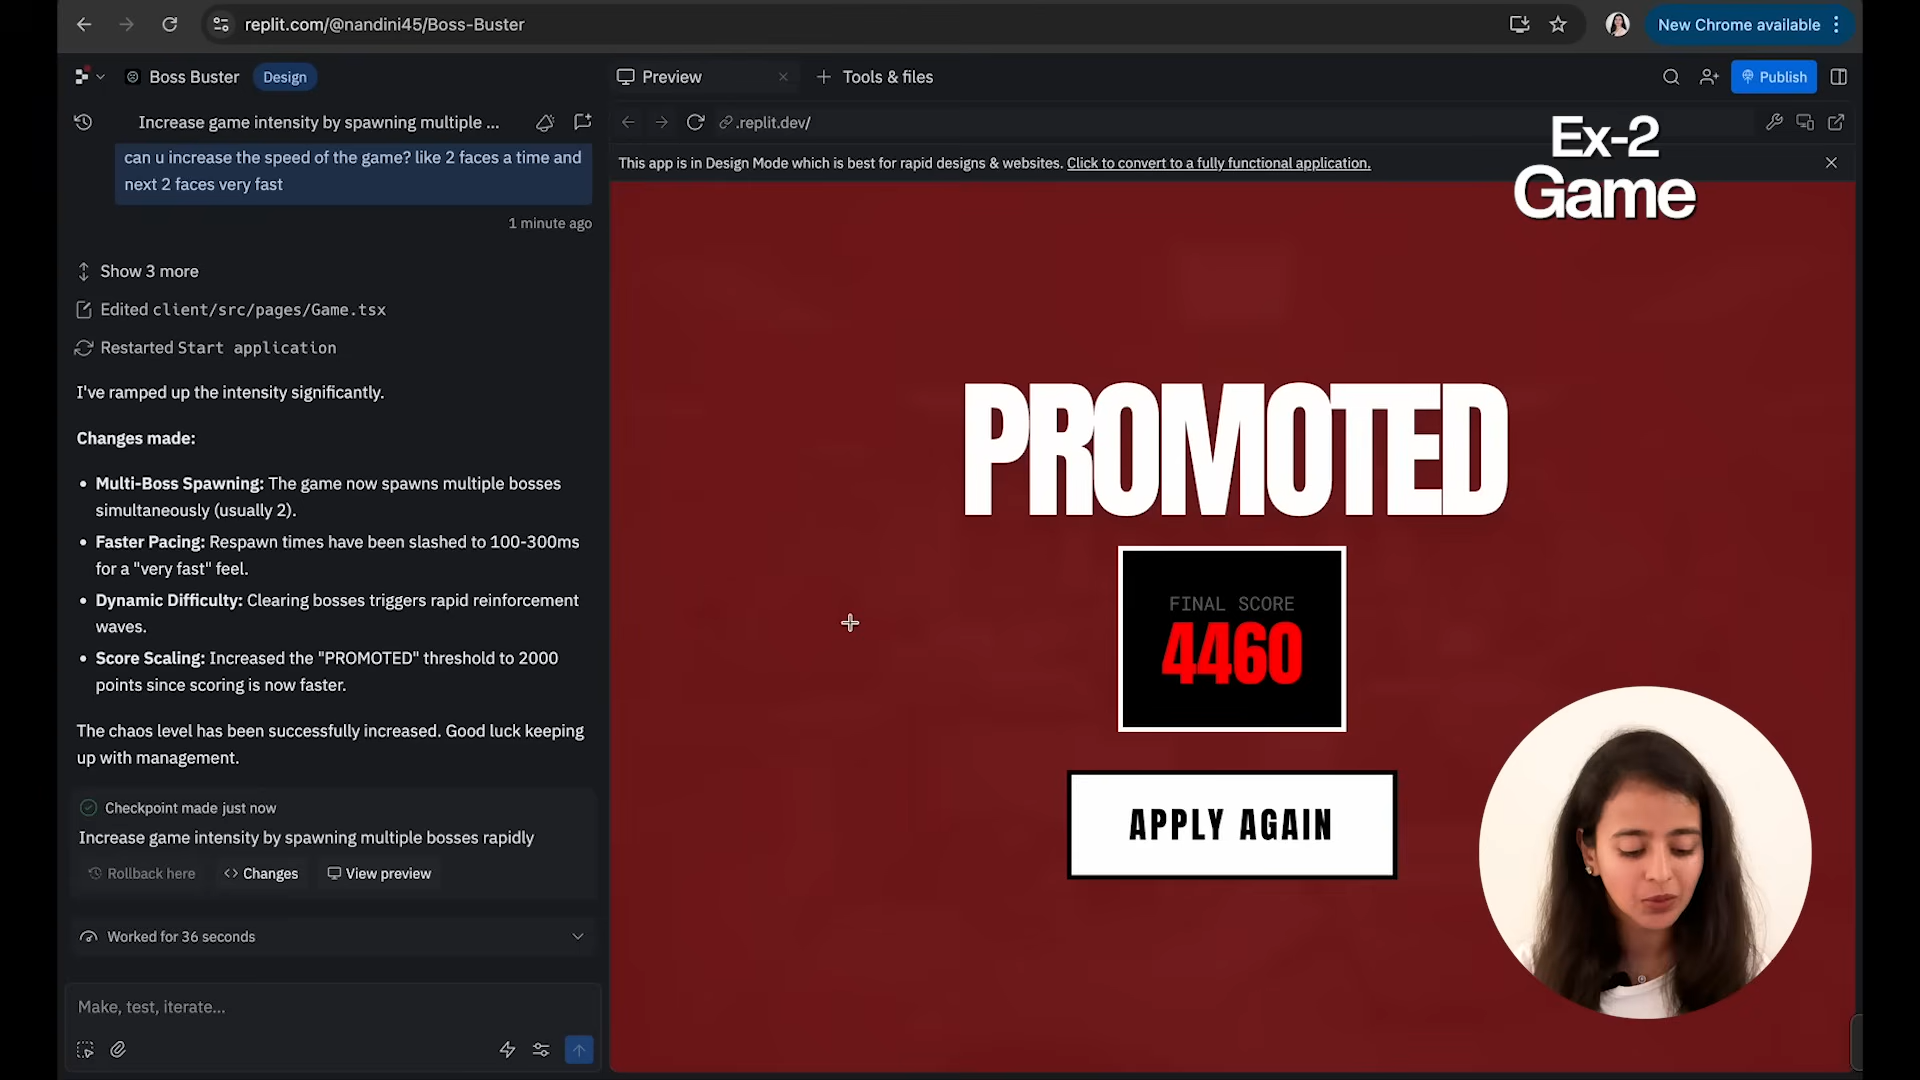 replit.com/@nandini45/Boss-Buster
New Chrome available
Boss Buster
Design
Preview
Tools & files
Publish
Increase game intensity by spawning multiple ...
.replit.dev/
can u increase the speed of the game? like 2 faces a time and
next 2 faces very fast
1 minute ago
This app is in Design Mode which is best for rapid designs & websites. Click to convert to a fully functional application.
Ex-2
Game
Show 3 more
Edited client/src/pages/Game.tsx
Restarted Start application
I've ramped up the intensity significantly.
Changes made:
• Multi-Boss Spawning: The game now spawns multiple bosses
simultaneously (usually 2).
• Faster Pacing: Respawn times have been slashed to 100-300ms
for a "very fast" feel.
• Dynamic Difficulty: Clearing bosses triggers rapid reinforcement
waves.
• Score Scaling: Increased the "PROMOTED" threshold to 2000
points since scoring is now faster.
The chaos level has been successfully increased. Good luck keeping
up with management.
Checkpoint made just now
Increase game intensity by spawning multiple bosses rapidly
Rollback here
Changes
View preview
Worked for 36 seconds
Make, test, iterate...
PROMOTED
FINAL SCORE
4460
APPLY AGAIN